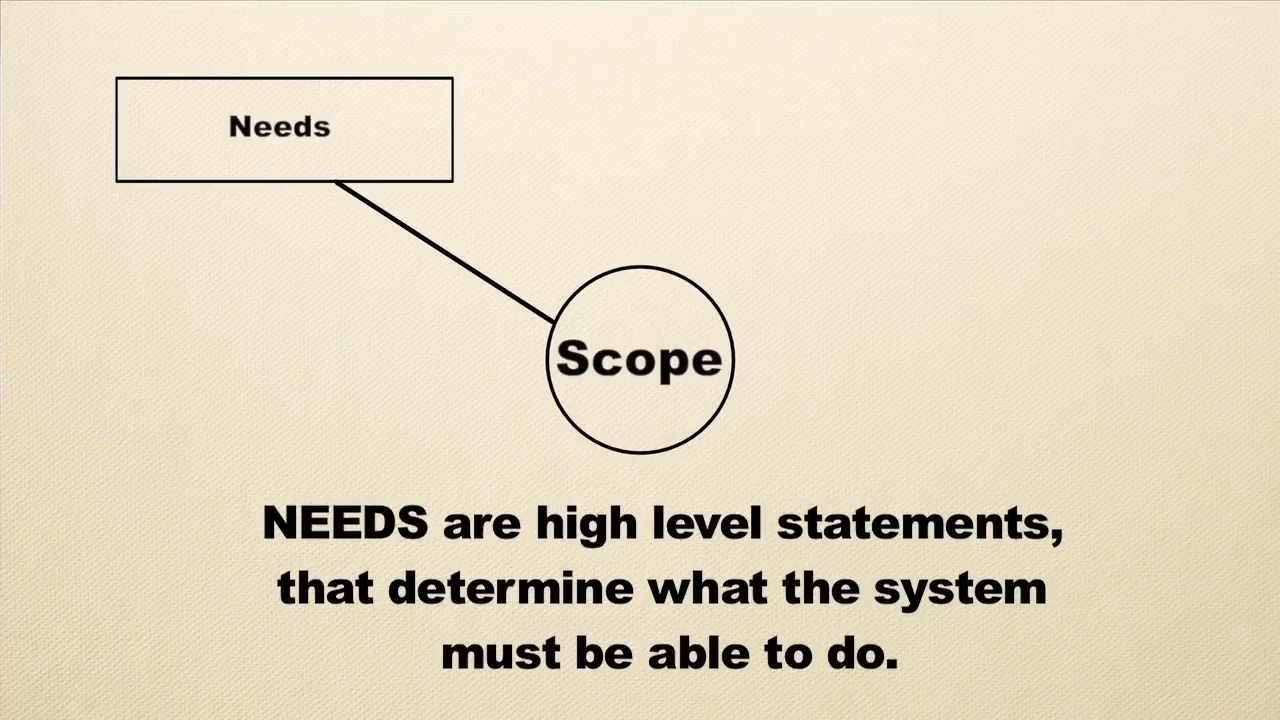 Needs
Scope
NEEDS are high level statements,
that determine what the system
must be able to do.